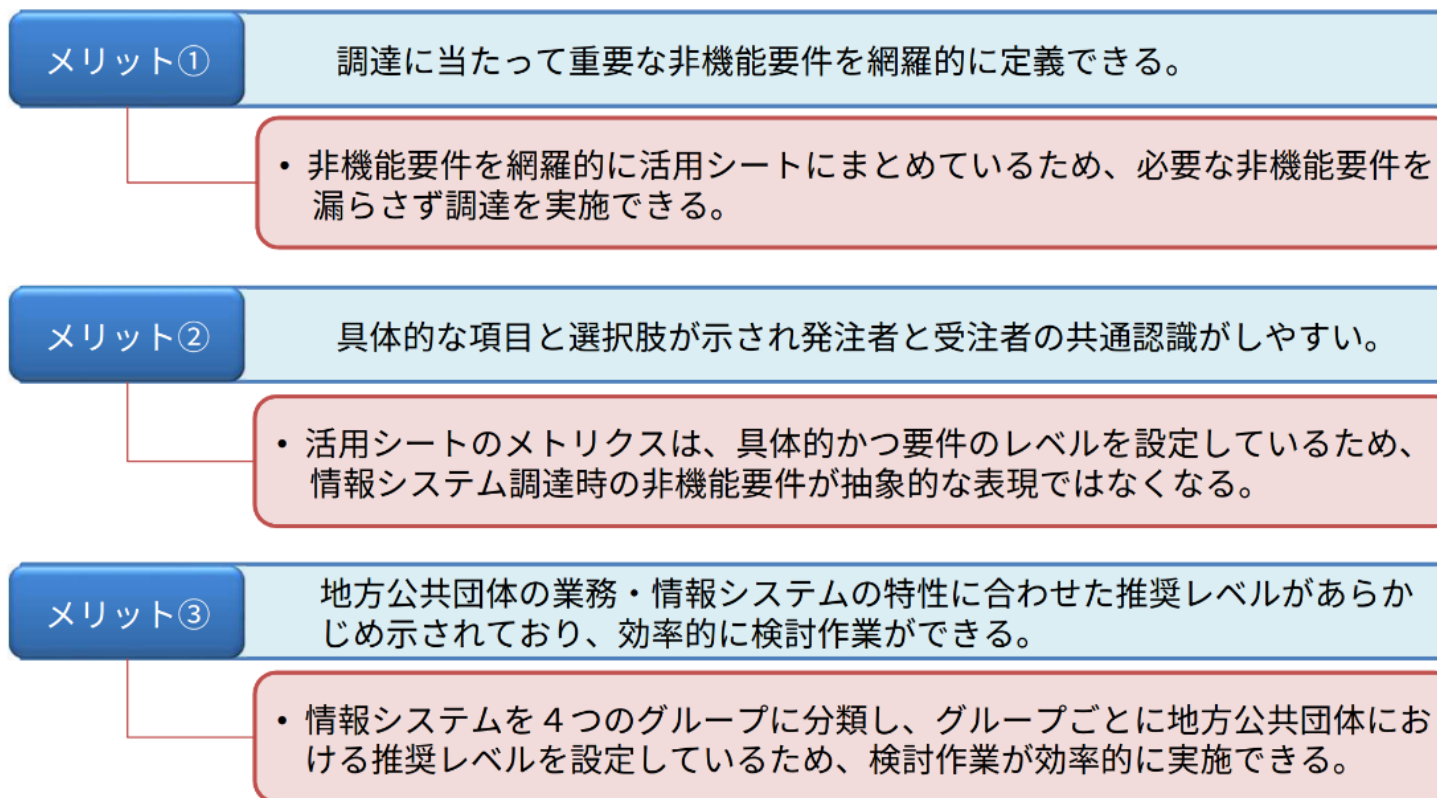 メリット①
調達に当たって重要な非機能要件を網羅的に定義できる。
• 非機能要件を網羅的に活用シートにまとめているため、必要な非機能要件を
漏らさず調達を実施できる。
メリット②
具体的な項目と選択肢が示され発注者と受注者の共通認識がしやすい。
• 活用シートのメトリクスは、具体的かつ要件のレベルを設定しているため、
情報システム調達時の非機能要件が抽象的な表現ではなくなる。
メリット③
地方公共団体の業務・情報システムの特性に合わせた推奨レベルがあらか
じめ示されており、効率的に検討作業ができる。
• 情報システムを４つのグループに分類し、グループごとに地方公共団体にお
ける推奨レベルを設定しているため、検討作業が効率的に実施できる。